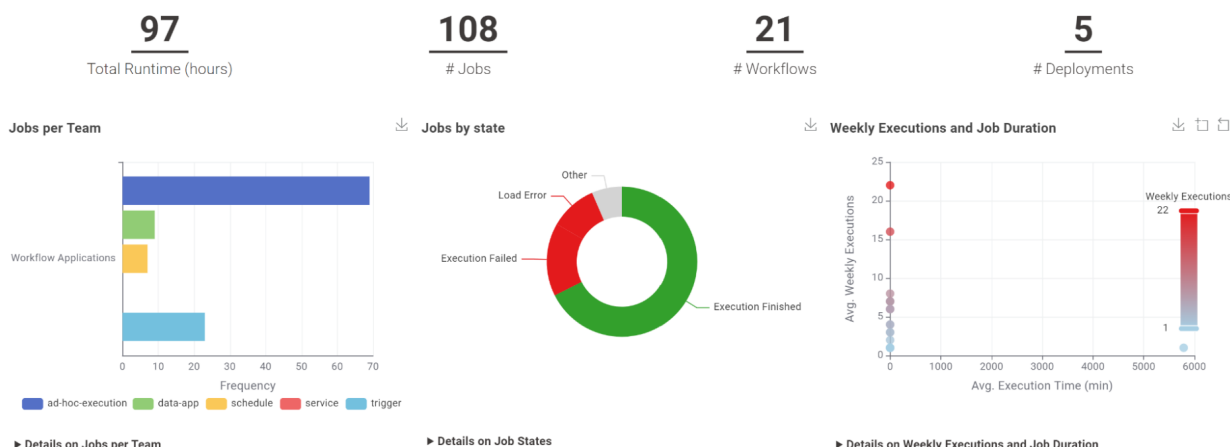 97
Total Runtime (hours)
108
# Jobs
21
# Workflows
5
# Deployments
Jobs per Team
Workflow Applications
0 10 20 30 40 50 60 70
Frequency
ad-hoc-execution data-app schedule service trigger
Details on Jobs per Team
Jobs by state
Other
Load Error
Execution Failed
Execution Finished
Details on Job States
Weekly Executions and Job Duration
25
20
15
10
5
0
Avg. Weekly Executions
0 1000 2000 3000 4000 5000 6000
Avg. Execution Time (min)
Weekly Executions
22
1
Details on Weekly Executions and Job Duration